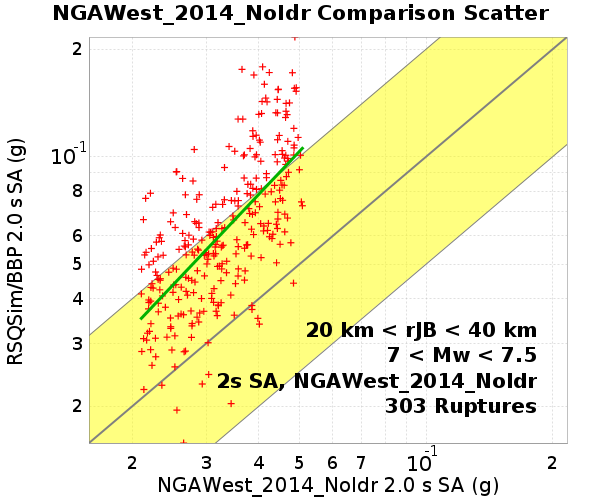 NGAWest_2014_NoIdr Comparison Scatter
2
10-1
8
6
5
4
3
2
RSQSim/BBP 2.0 s SA (g)
20 km < rJB < 40 km
7 < Mw < 7.5
2s SA, NGAWest_2014_NoIdr
303 Ruptures
2 3 4 5 6 7 10-1 2
NGAWest_2014_NoIdr 2.0 s SA (g)